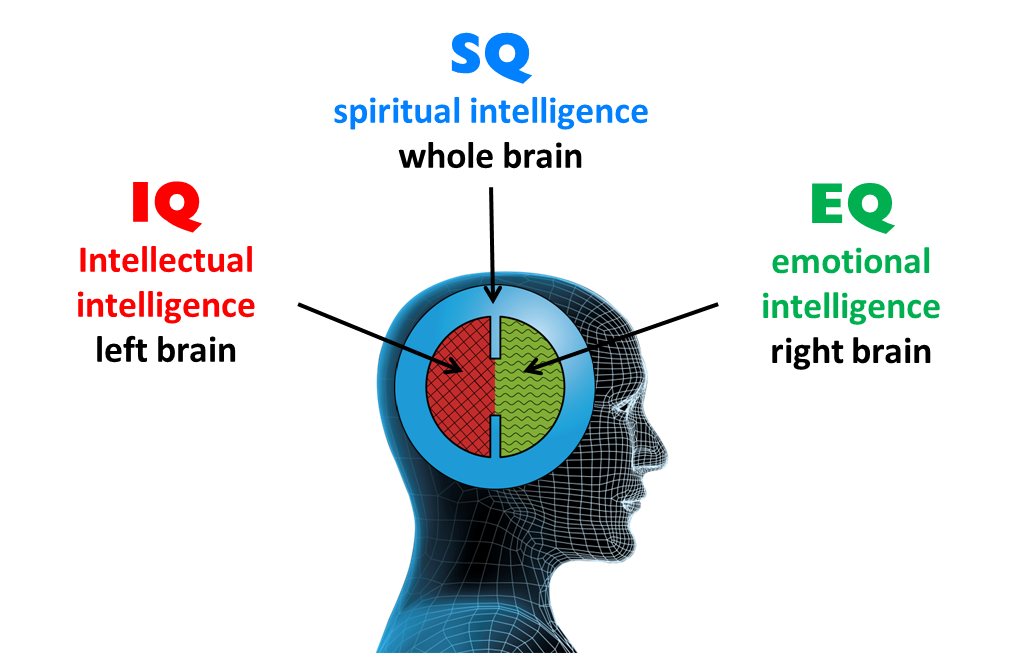 SQ
spiritual intelligence
whole brain
IQ
Intellectual
intelligence
left brain
EQ
emotional
intelligence
right brain